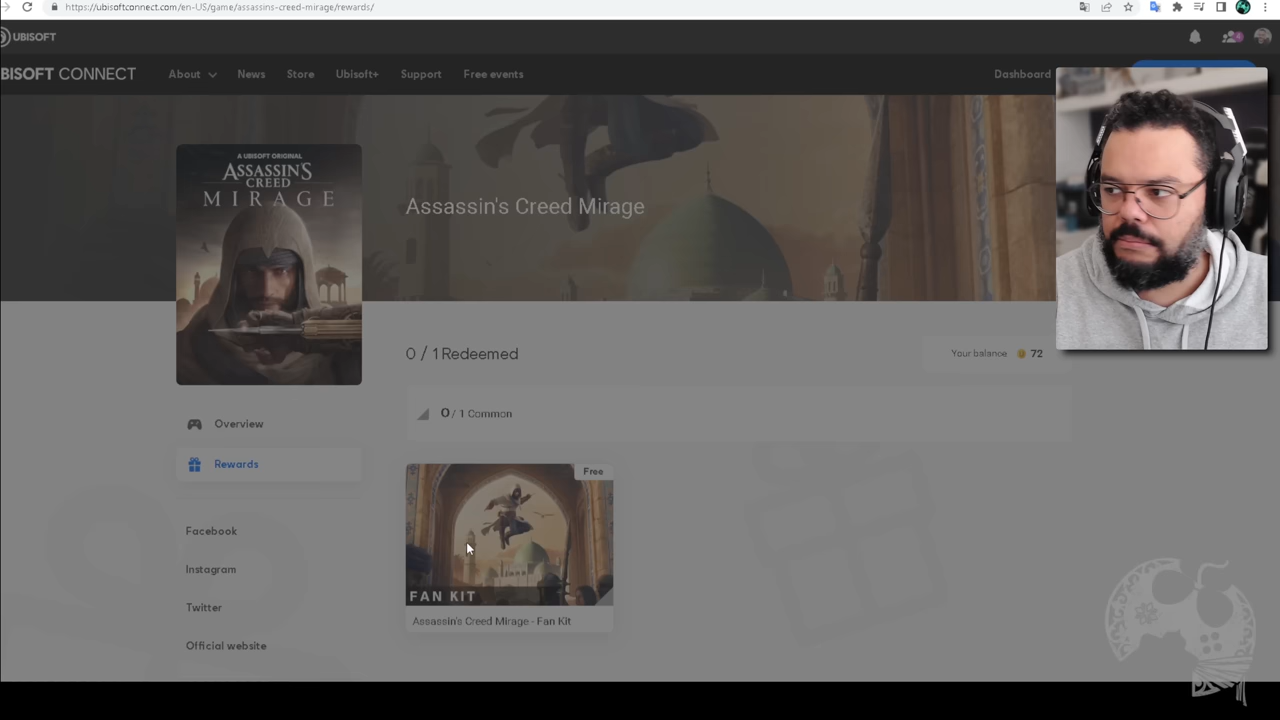 https://ubisoftconnect.com/en-US/game/assassins-creed-mirage/rewards/
UBISOFT
4
BISOFT CONNECT
About
News
Store
Ubisoft+
Support
Free events
Dashboard
A UBISOFT ORIGINAL
ASSASSIN'S
CREED
MIRAGE
Assassin's Creed Mirage
0 / 1 Redeemed
Your balance
72
0 / 1 Common
Overview
Rewards
Facebook
Instagram
Twitter
Official website
Free
FAN KIT
Assassin's Creed Mirage - Fan Kit